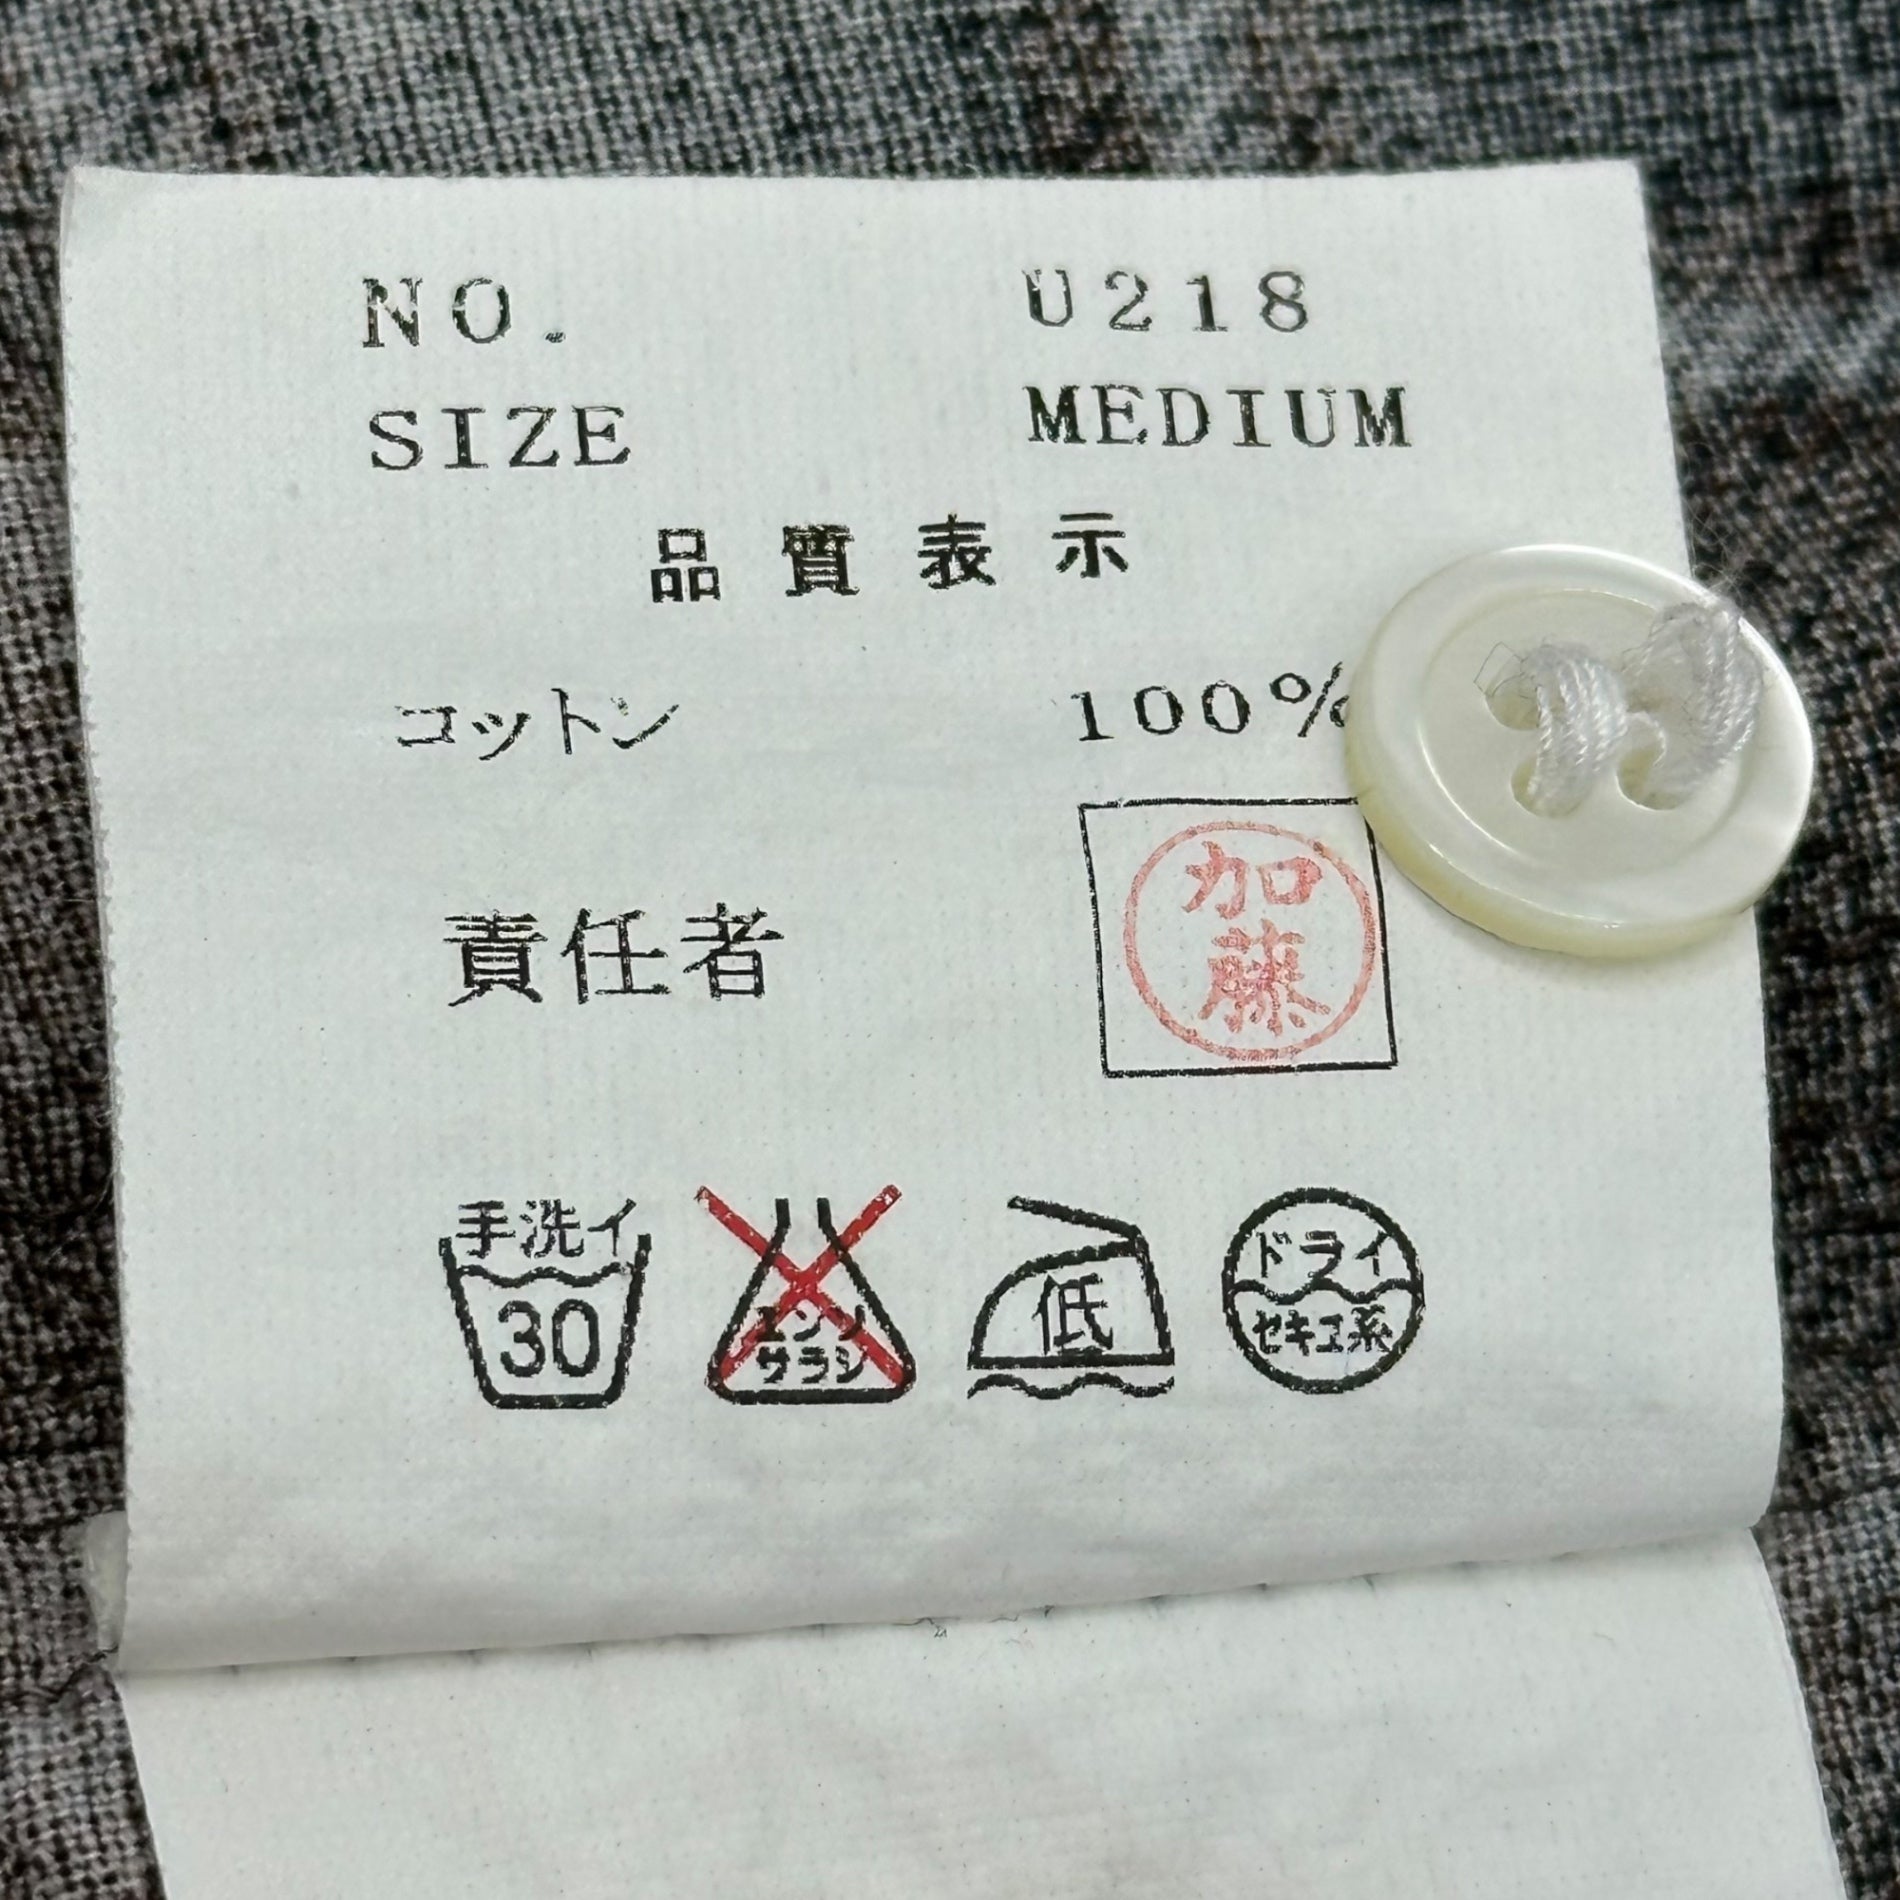 NO. U218
SIZE MEDIUM
品質表示
コットン 100%
責任者 加藤
手洗イ 30
エンソサラシ
低
ドライ セキユ系